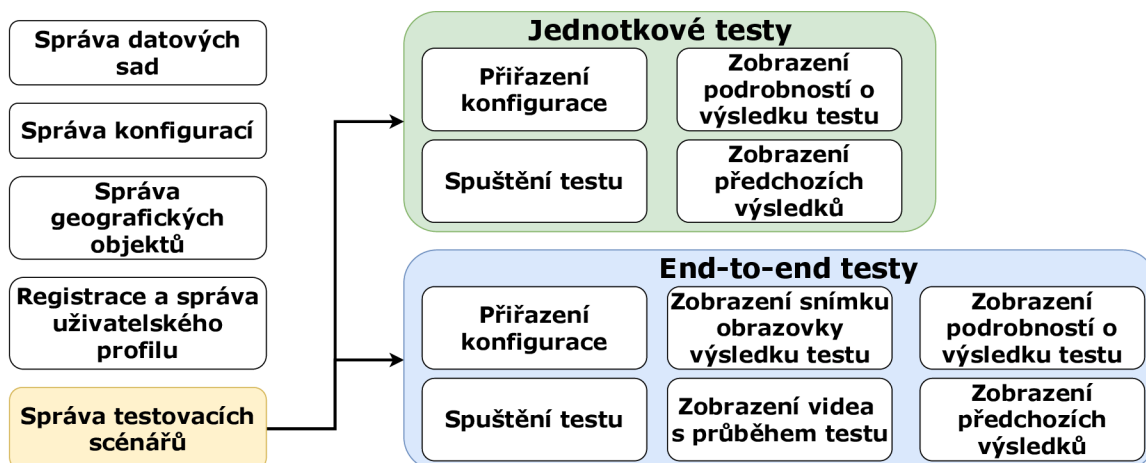 Správa datových
sad
Správa konfigurací
Správa
geografických
objektů
Registrace a správa
uživatelského
profilu
Správa testovacích
scénářů
Jednotkové testy
Přiřazení
konfigurace
Zobrazení
podrobností o
výsledku testu
Spuštění testu
Zobrazení
předchozích
výsledků
End-to-end testy
Přiřazení
konfigurace
Zobrazení snímku
obrazovky
výsledku testu
Zobrazení
podrobností o
výsledku testu
Spuštění testu
Zobrazení videa
s průběhem testu
Zobrazení
předchozích
výsledků